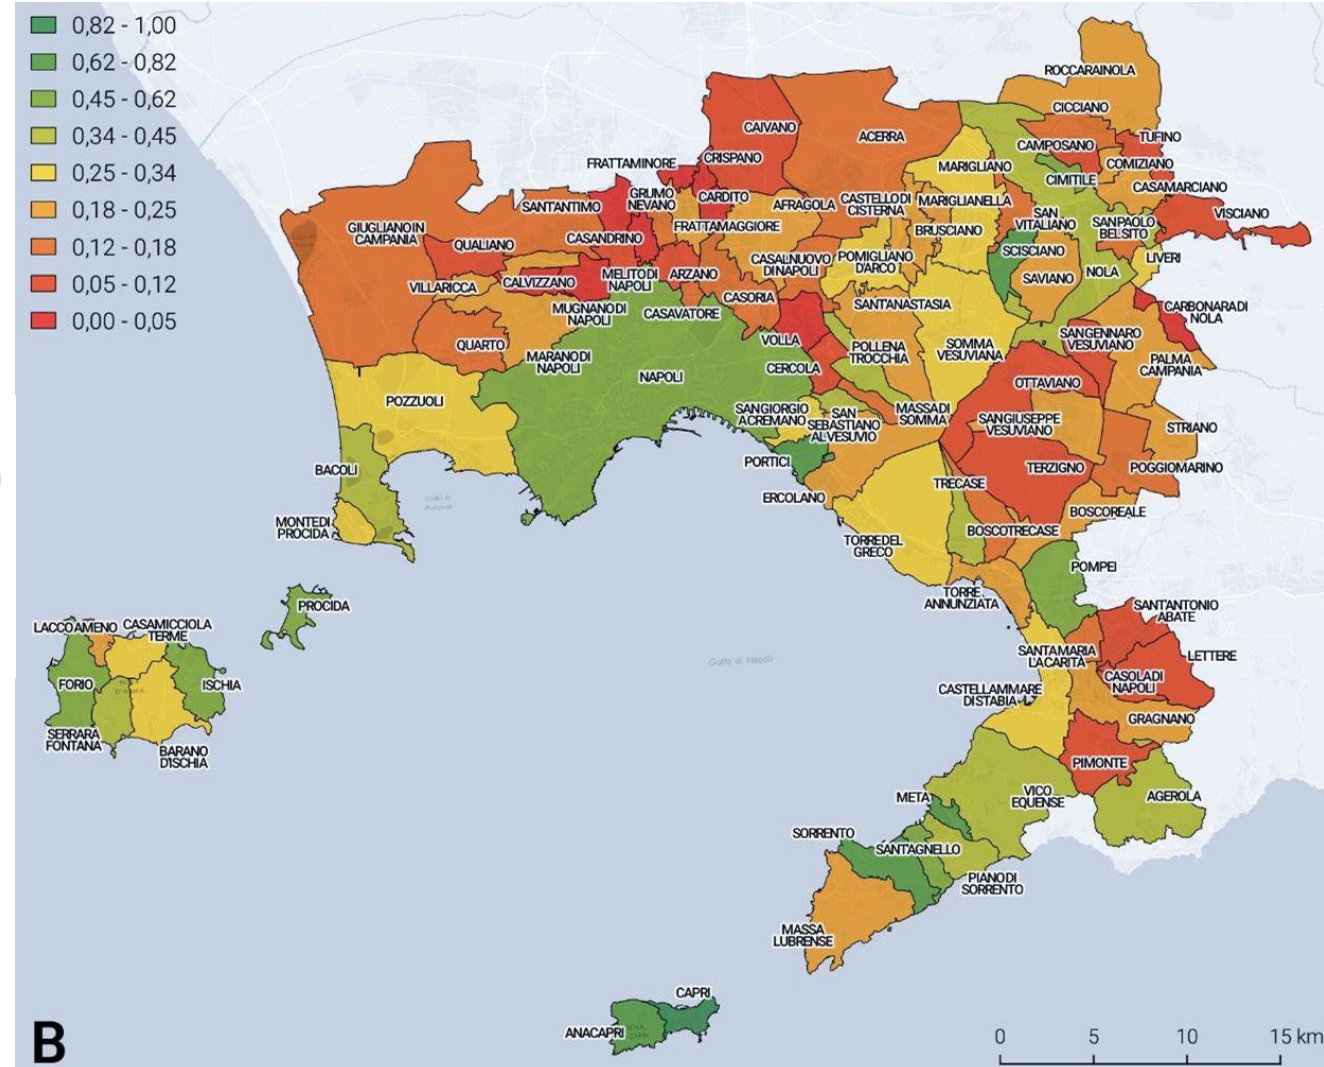 0,82 - 1,00
0,62 - 0,82
0,45 - 0,62
0,34 - 0,45
0,25 - 0,34
0,18 - 0,25
0,12 - 0,18
0,05 - 0,12
0,00 - 0,05
ROCCARAINOLA
CICCIANO
CAIVANO
ACERRA
TUFINO
CAMPOSANO
CRISPANO
FRATTAMINORE
MARIGLIANO
COMIZIANO
CIMITILE
CASAMARCIANO
GRUMO
NEVANO
CARDITO
SANT'ANTIMO
AFRAGOLA
CASTELLO DI
CISTERNA
MARIGLIANELLA
SAN
VITALIANO
SAN PAOLO
BELSITO
VISCIANO
GIUGLIANO IN
CAMPANIA
FRATTAMAGGIORE
BRUSCIANO
CASANDRINO
QUALIANO
SCISCIANO
CASALNUOVO
DI NAPOLI
POMIGLIANO
D'ARCO
LIVERI
VILLARICCA
CALVIZZANO
MELITO DI
NAPOLI
ARZANO
SAVIANO
NOLA
CASORIA
SANT'ANASTASIA
CARBONARA DI
NOLA
MUGNANO DI
NAPOLI
CASAVATORE
VOLLA
SAN GENNARO
VESUVIANO
QUARTO
MARANO DI
NAPOLI
POLLENA
TROCCHIA
SOMMA
VESUVIANA
PALMA
CAMPANIA
CERCOLA
NAPOLI
OTTAVIANO
POZZUOLI
SAN GIORGIO
A CREMANO
SAN
SEBASTIANO
AL VESUVIO
MASSA DI
SOMMA
SAN GIUSEPPE
VESUVIANO
STRIANO
BACOLI
PORTICI
TERZIGNO
POGGIOMARINO
TRECASE
ERCOLANO
MONTE DI
PROCIDA
BOSCOREALE
BOSCOTRECASE
TORRE DEL
GRECO
POMPEI
PROCIDA
TORRE
ANNUNZIATA
SANT'ANTONIO
ABATE
LACCO AMENO
CASAMICCIOLA
TERME
SANTA MARIA
LA CARITÀ
LETTERE
Golfo di Napoli
FORIO
ISCHIA
CASOLA DI
NAPOLI
CASTELLAMMARE
DI STABIA
GRAGNANO
SERRARA
FONTANA
BARANO
D'ISCHIA
PIMONTE
META
VICO
EQUENSE
AGEROLA
SORRENTO
SANT'AGNELLO
PIANO DI
SORRENTO
MASSA
LUBRENSE
CAPRI
ANACAPRI
B
0 5 10 15 km